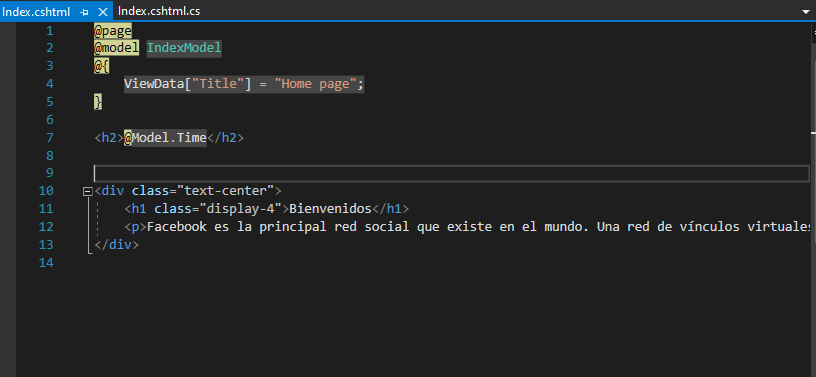 Index.cshtml
Index.cshtml.cs
1 @page
2 @model IndexModel
3 @{
4 ViewData["Title"] = "Home page";
5 }
6
7 <h2>@Model.Time</h2>
8
9
10 <div class="text-center">
11 <h1 class="display-4">Bienvenidos</h1>
12 <p>Facebook es la principal red social que existe en el mundo. Una red de vínculos virtuales
13 </div>
14